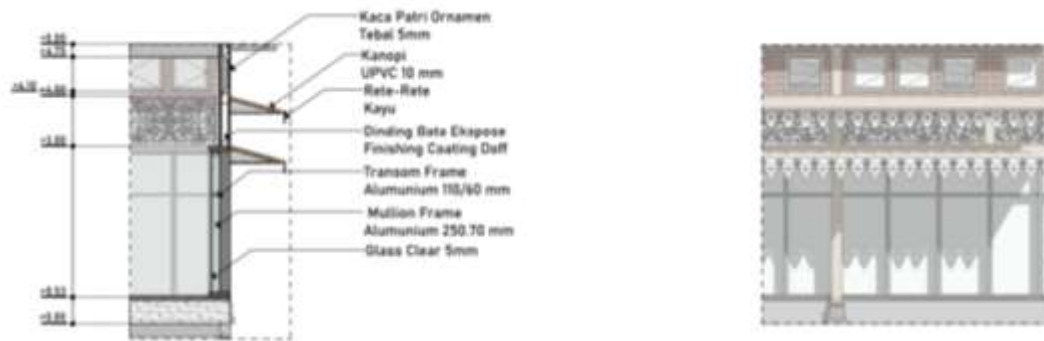 Kaca Patri Ornamen
Tebal 5mm
Kanopi
UPVC 10 mm
Rete-Rete
Kayu
Dinding Bata Ekspose
Finishing Coating Doff
Transom Frame
Alumunium 110/60 mm
Mullion Frame
Alumunium 250.70 mm
Glass Clear 5mm